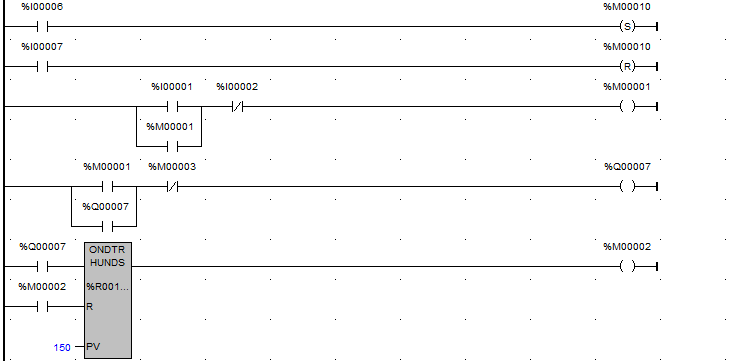 %I00006 %M00010
(S)
%I00007 %M00010
(R)
%I00001 %I00002 %M00001
%M00001
%M00001 %M00003 %Q00007
%Q00007
%Q00007 ONDTR %M00002
HUNDS
%M00002 %R001...
R
150 PV